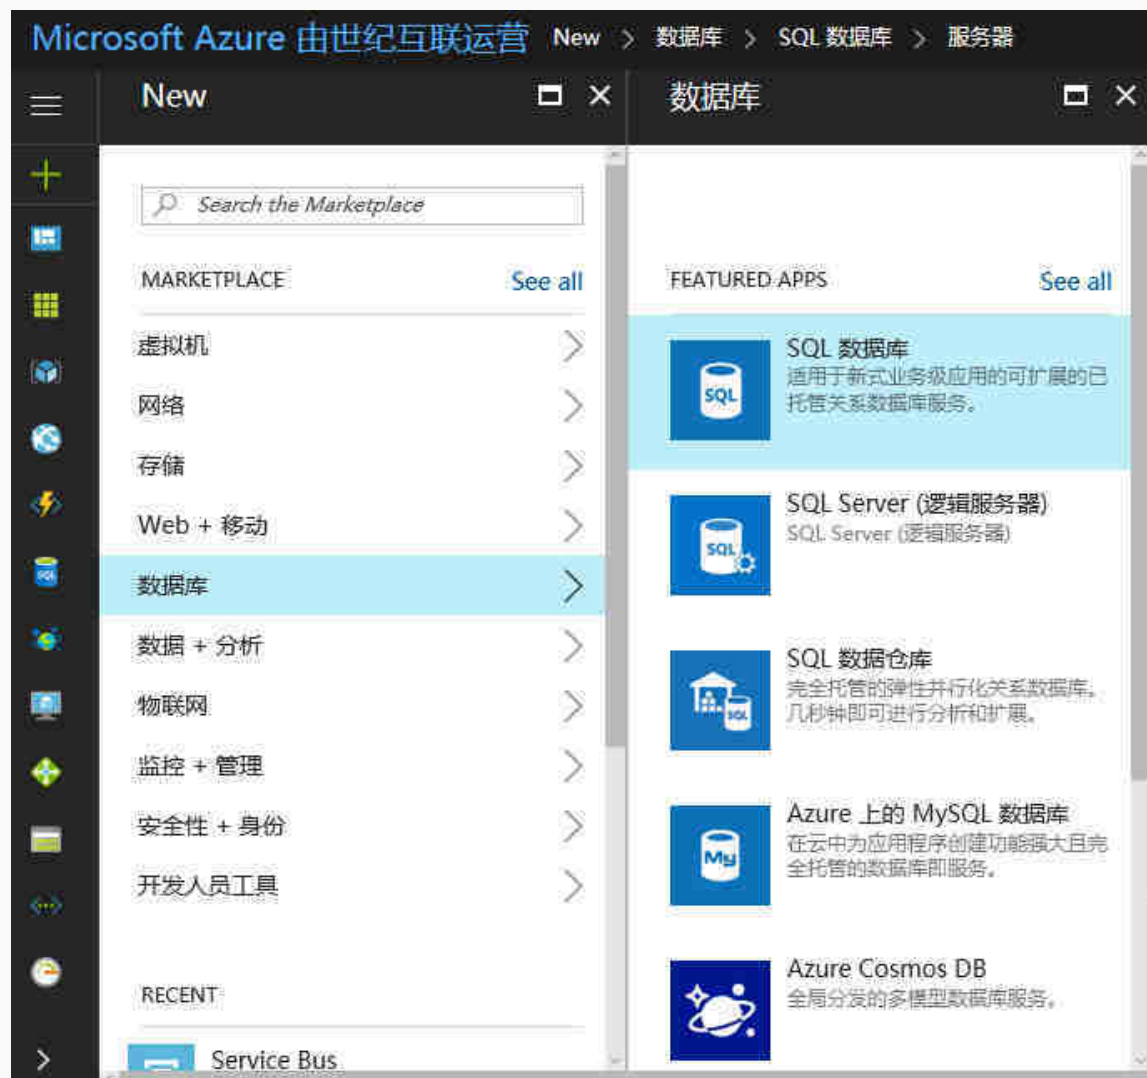 Microsoft Azure 由世纪互联运营 New > 数据库 > SQL 数据库 > 服务器
New
Search the Marketplace
MARKETPLACE See all
虚拟机
网络
存储
Web + 移动
数据库
数据 + 分析
物联网
监控 + 管理
安全性 + 身份
开发人员工具
RECENT
Service Bus
数据库
FEATURED APPS See all
SQL 数据库
适用于新式业务级应用的可扩展的已
托管关系数据库服务。
SQL Server (逻辑服务器)
SQL Server (逻辑服务器)
SQL 数据仓库
完全托管的弹性并行化关系数据库。
几秒钟即可进行分析和扩展。
Azure 上的 MySQL 数据库
在云中为应用程序创建功能强大且完
全托管的数据库即服务。
Azure Cosmos DB
全局分发的多模型数据库服务。
SQL
SQL
SQL
My